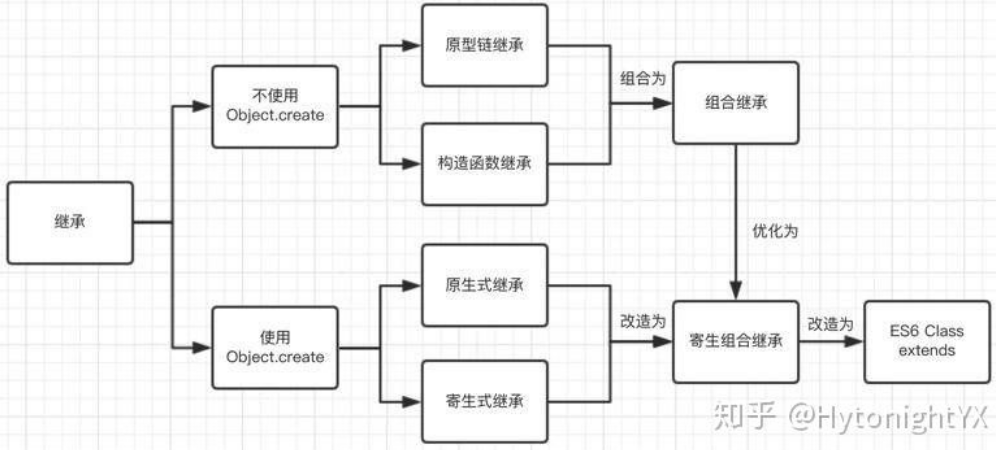 原型链继承
不使用
Object.create
组合为
组合继承
构造函数继承
继承
优化为
原生式继承
使用
Object.create
改造为
寄生组合继承
改造为
ES6 Class
extends
寄生式继承
知乎 @HytonightYX